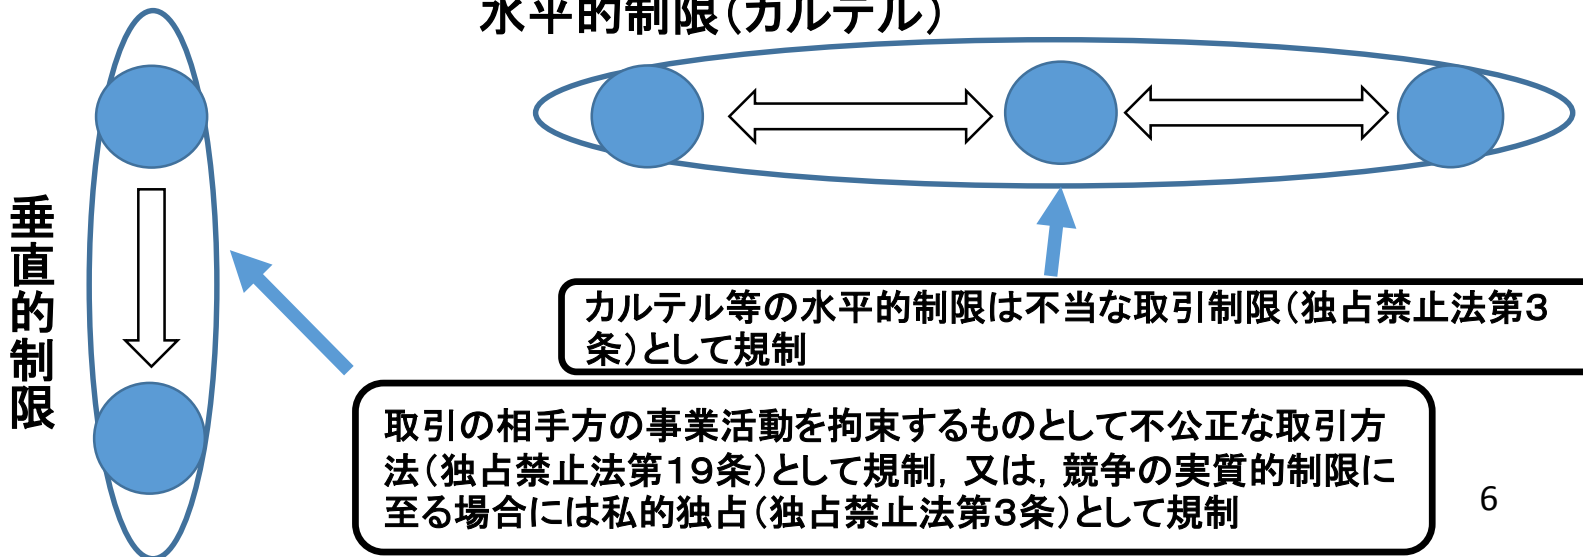 水平的制限（カルテル）
垂直的制限
カルテル等の水平的制限は不当な取引制限（独占禁止法第３
条）として規制
取引の相手方の事業活動を拘束するものとして不公正な取引方
法（独占禁止法第１９条）として規制，又は，競争の実質的制限に
至る場合には私的独占（独占禁止法第３条）として規制
6